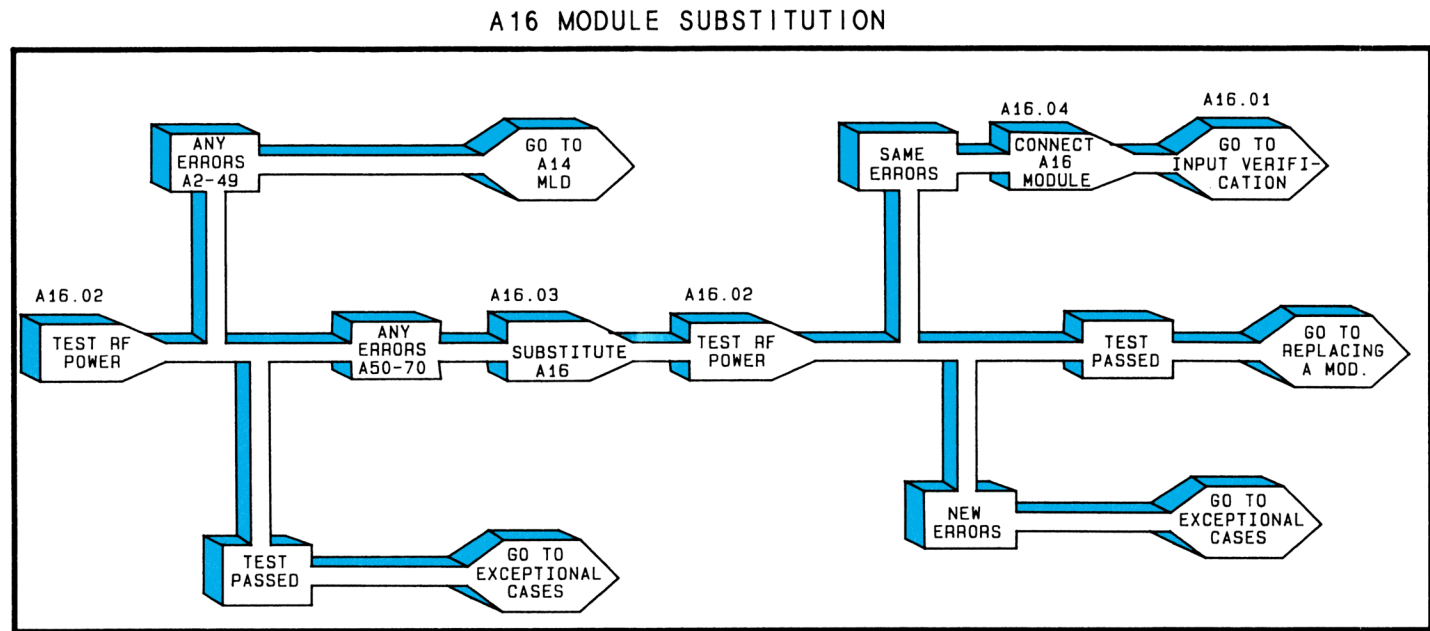 A16 MODULE SUBSTITUTION
ANY
ERRORS
A2-49
GO TO
A14
MLD
A16.02
TEST RF
POWER
ANY
ERRORS
A50-70
A16.03
SUBSTITUTE
A16
A16.02
TEST RF
POWER
TEST
PASSED
GO TO
EXCEPTIONAL
CASES
SAME
ERRORS
A16.04
CONNECT
A16
MODULE
A16.01
GO TO
INPUT VERIFI-
CATION
TEST
PASSED
GO TO
REPLACING
A MOD.
NEW
ERRORS
GO TO
EXCEPTIONAL
CASES